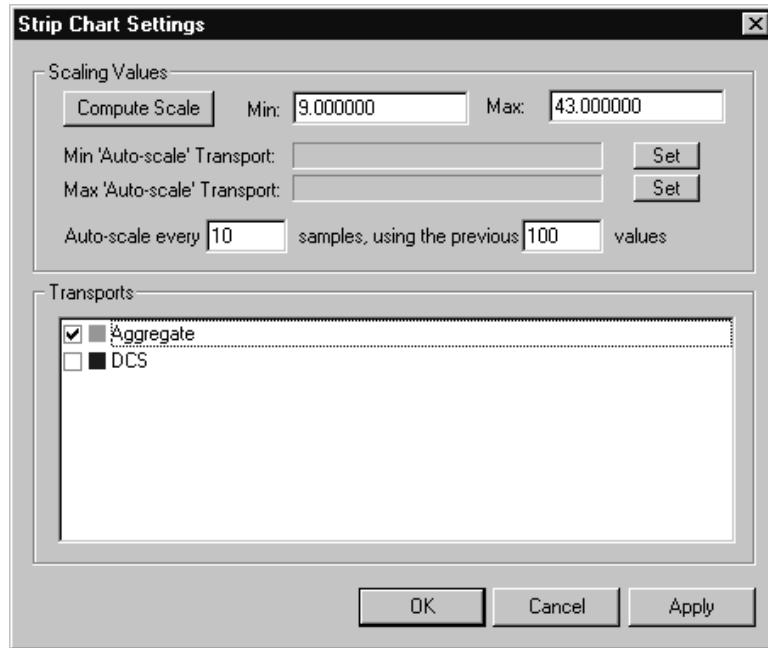 Strip Chart Settings
Scaling Values
Compute Scale Min: 9.000000 Max: 43.000000
Min 'Auto-scale' Transport: Set
Max 'Auto-scale' Transport: Set
Auto-scale every 10 samples, using the previous 100 values
Transports
Aggregate
DCS
OK Cancel Apply